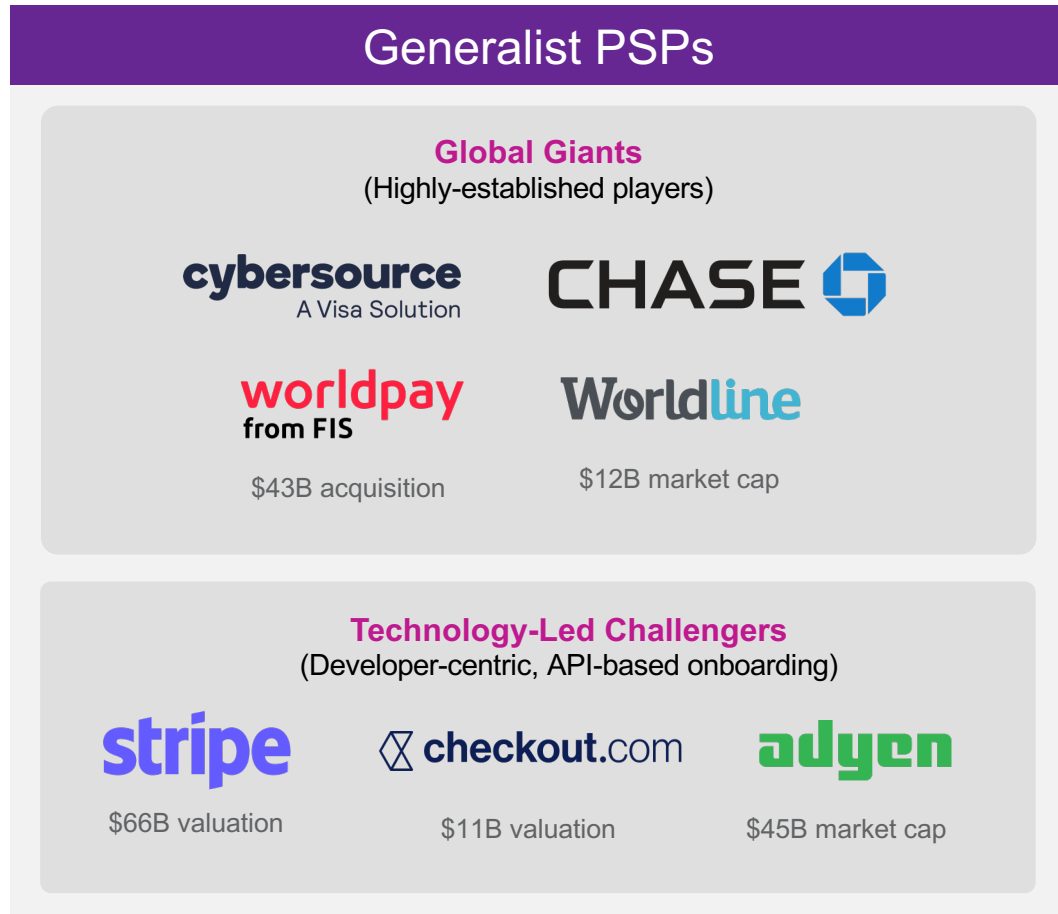 Generalist PSPs
Global Giants
(Highly-established players)
cybersource
A Visa Solution
CHASE
worldpay
from FIS
$43B acquisition
Worldline
$12B market cap
Technology-Led Challengers
(Developer-centric, API-based onboarding)
stripe
$66B valuation
checkout.com
$11B valuation
adyen
$45B market cap